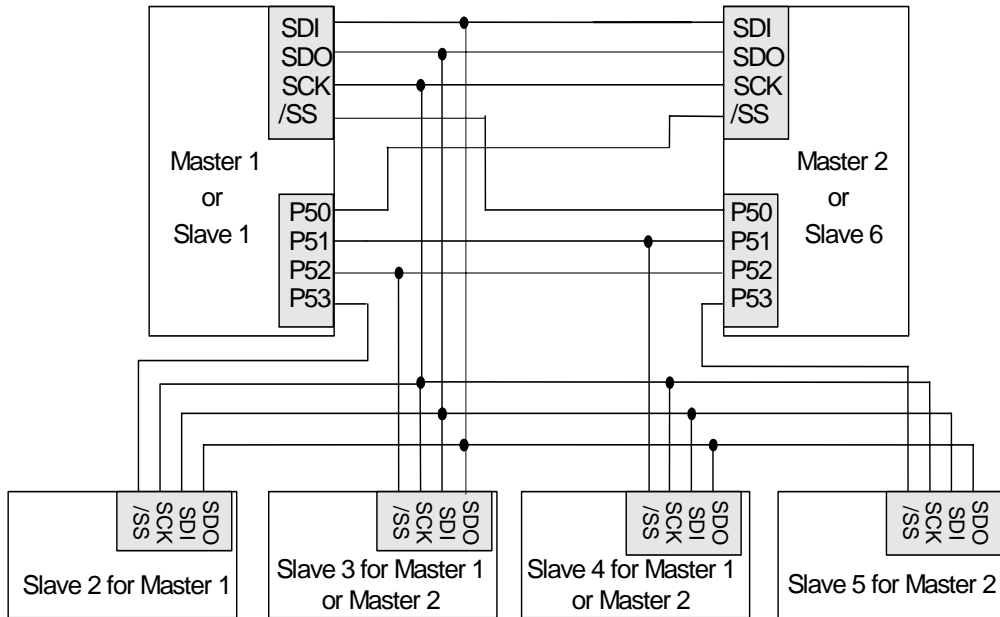 SDI
SDO
SCK
/SS
Master 1
or
Slave 1
P50
P51
P52
P53
SDI
SDO
SCK
/SS
Master 2
or
Slave 6
P50
P51
P52
P53
/SS
SCK
SDI
SDO
Slave 2 for Master 1
/SS
SCK
SDI
SDO
Slave 3 for Master 1
or Master 2
/SS
SCK
SDI
SDO
Slave 4 for Master 1
or Master 2
/SS
SCK
SDI
SDO
Slave 5 for Master 2